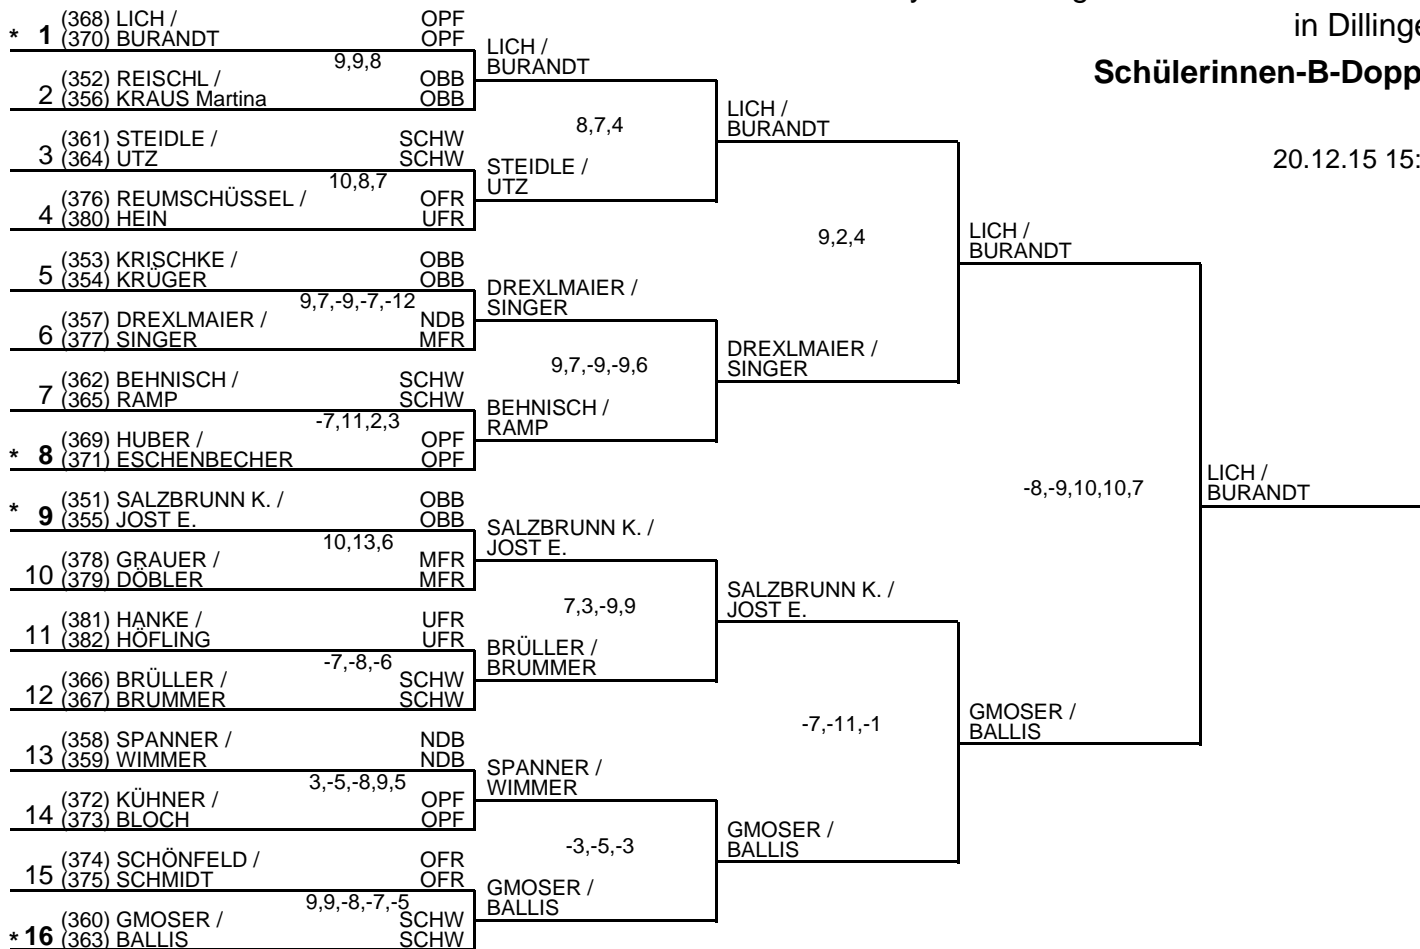 in Dillinge
Schülerinnen-B-Dopp
20.12.15 15:
(368) LICH / OPF
* 1 (370) BURANDT OPF
9,9,8
(352) REISCHL / OBB
2 (356) KRAUS Martina OBB
(361) STEIDLE / SCHW
3 (364) UTZ SCHW
10,8,7
(376) REUMSCHÜSSEL / OFR
4 (380) HEIN UFR
(353) KRISCHKE / OBB
5 (354) KRÜGER OBB
9,7,-9,-7,-12
(357) DREXLMAIER / NDB
6 (377) SINGER MFR
(362) BEHNISCH / SCHW
7 (365) RAMP SCHW
-7,11,2,3
(369) HUBER / OPF
* 8 (371) ESCHENBECHER OPF
(351) SALZBRUNN K. / OBB
* 9 (355) JOST E. OBB
10,13,6
(378) GRAUER / MFR
10 (379) DÖBLER MFR
(381) HANKE / UFR
11 (382) HÖFLING UFR
-7,-8,-6
(366) BRÜLLER / SCHW
12 (367) BRUMMER SCHW
(358) SPANNER / NDB
13 (359) WIMMER NDB
3,-5,-8,9,5
(372) KÜHNER / OPF
14 (373) BLOCH OPF
(374) SCHÖNFELD / OFR
15 (375) SCHMIDT OFR
9,9,-8,-7,-5
(360) GMOSER / SCHW
* 16 (363) BALLIS SCHW
LICH /
BURANDT
8,7,4
STEIDLE /
UTZ
DREXLMAIER /
SINGER
9,7,-9,-9,6
BEHNISCH /
RAMP
SALZBRUNN K. /
JOST E.
7,3,-9,9
BRÜLLER /
BRUMMER
SPANNER /
WIMMER
-3,-5,-3
GMOSER /
BALLIS
LICH /
BURANDT
9,2,4
DREXLMAIER /
SINGER
SALZBRUNN K. /
JOST E.
-7,-11,-1
GMOSER /
BALLIS
LICH /
BURANDT
-8,-9,10,10,7
GMOSER /
BALLIS
LICH /
BURANDT